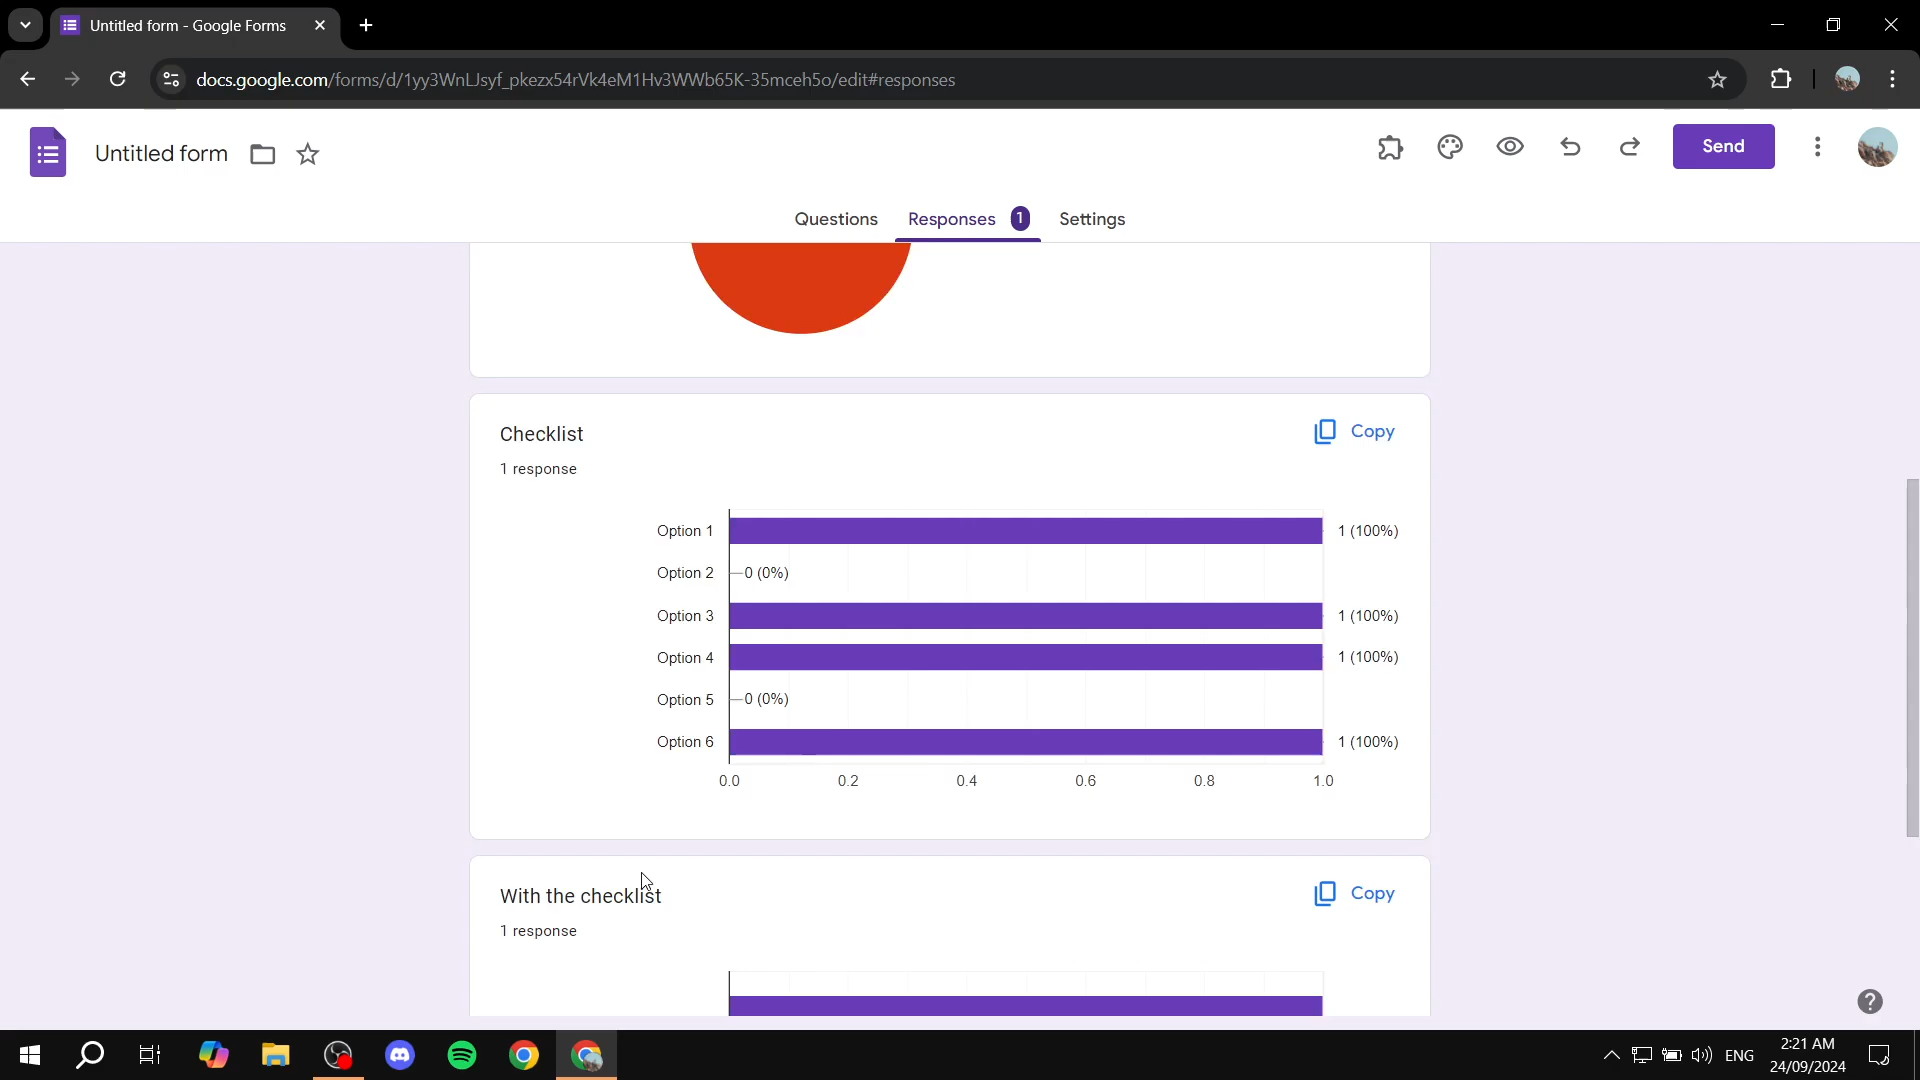 Untitled form - Google Forms
docs.google.com/forms/d/1yy3WnLJsyf_pkezx54rVk4eM1Hv3WWb65K-35mceh5o/edit#responses
Untitled form
Send
Questions Responses 1 Settings
Checklist
Copy
1 response
Option 1 1 (100%)
Option 2 0 (0%)
Option 3 1 (100%)
Option 4 1 (100%)
Option 5 0 (0%)
Option 6 1 (100%)
0.0 0.2 0.4 0.6 0.8 1.0
With the checklist
Copy
1 response
ENG
2:21 AM
24/09/2024